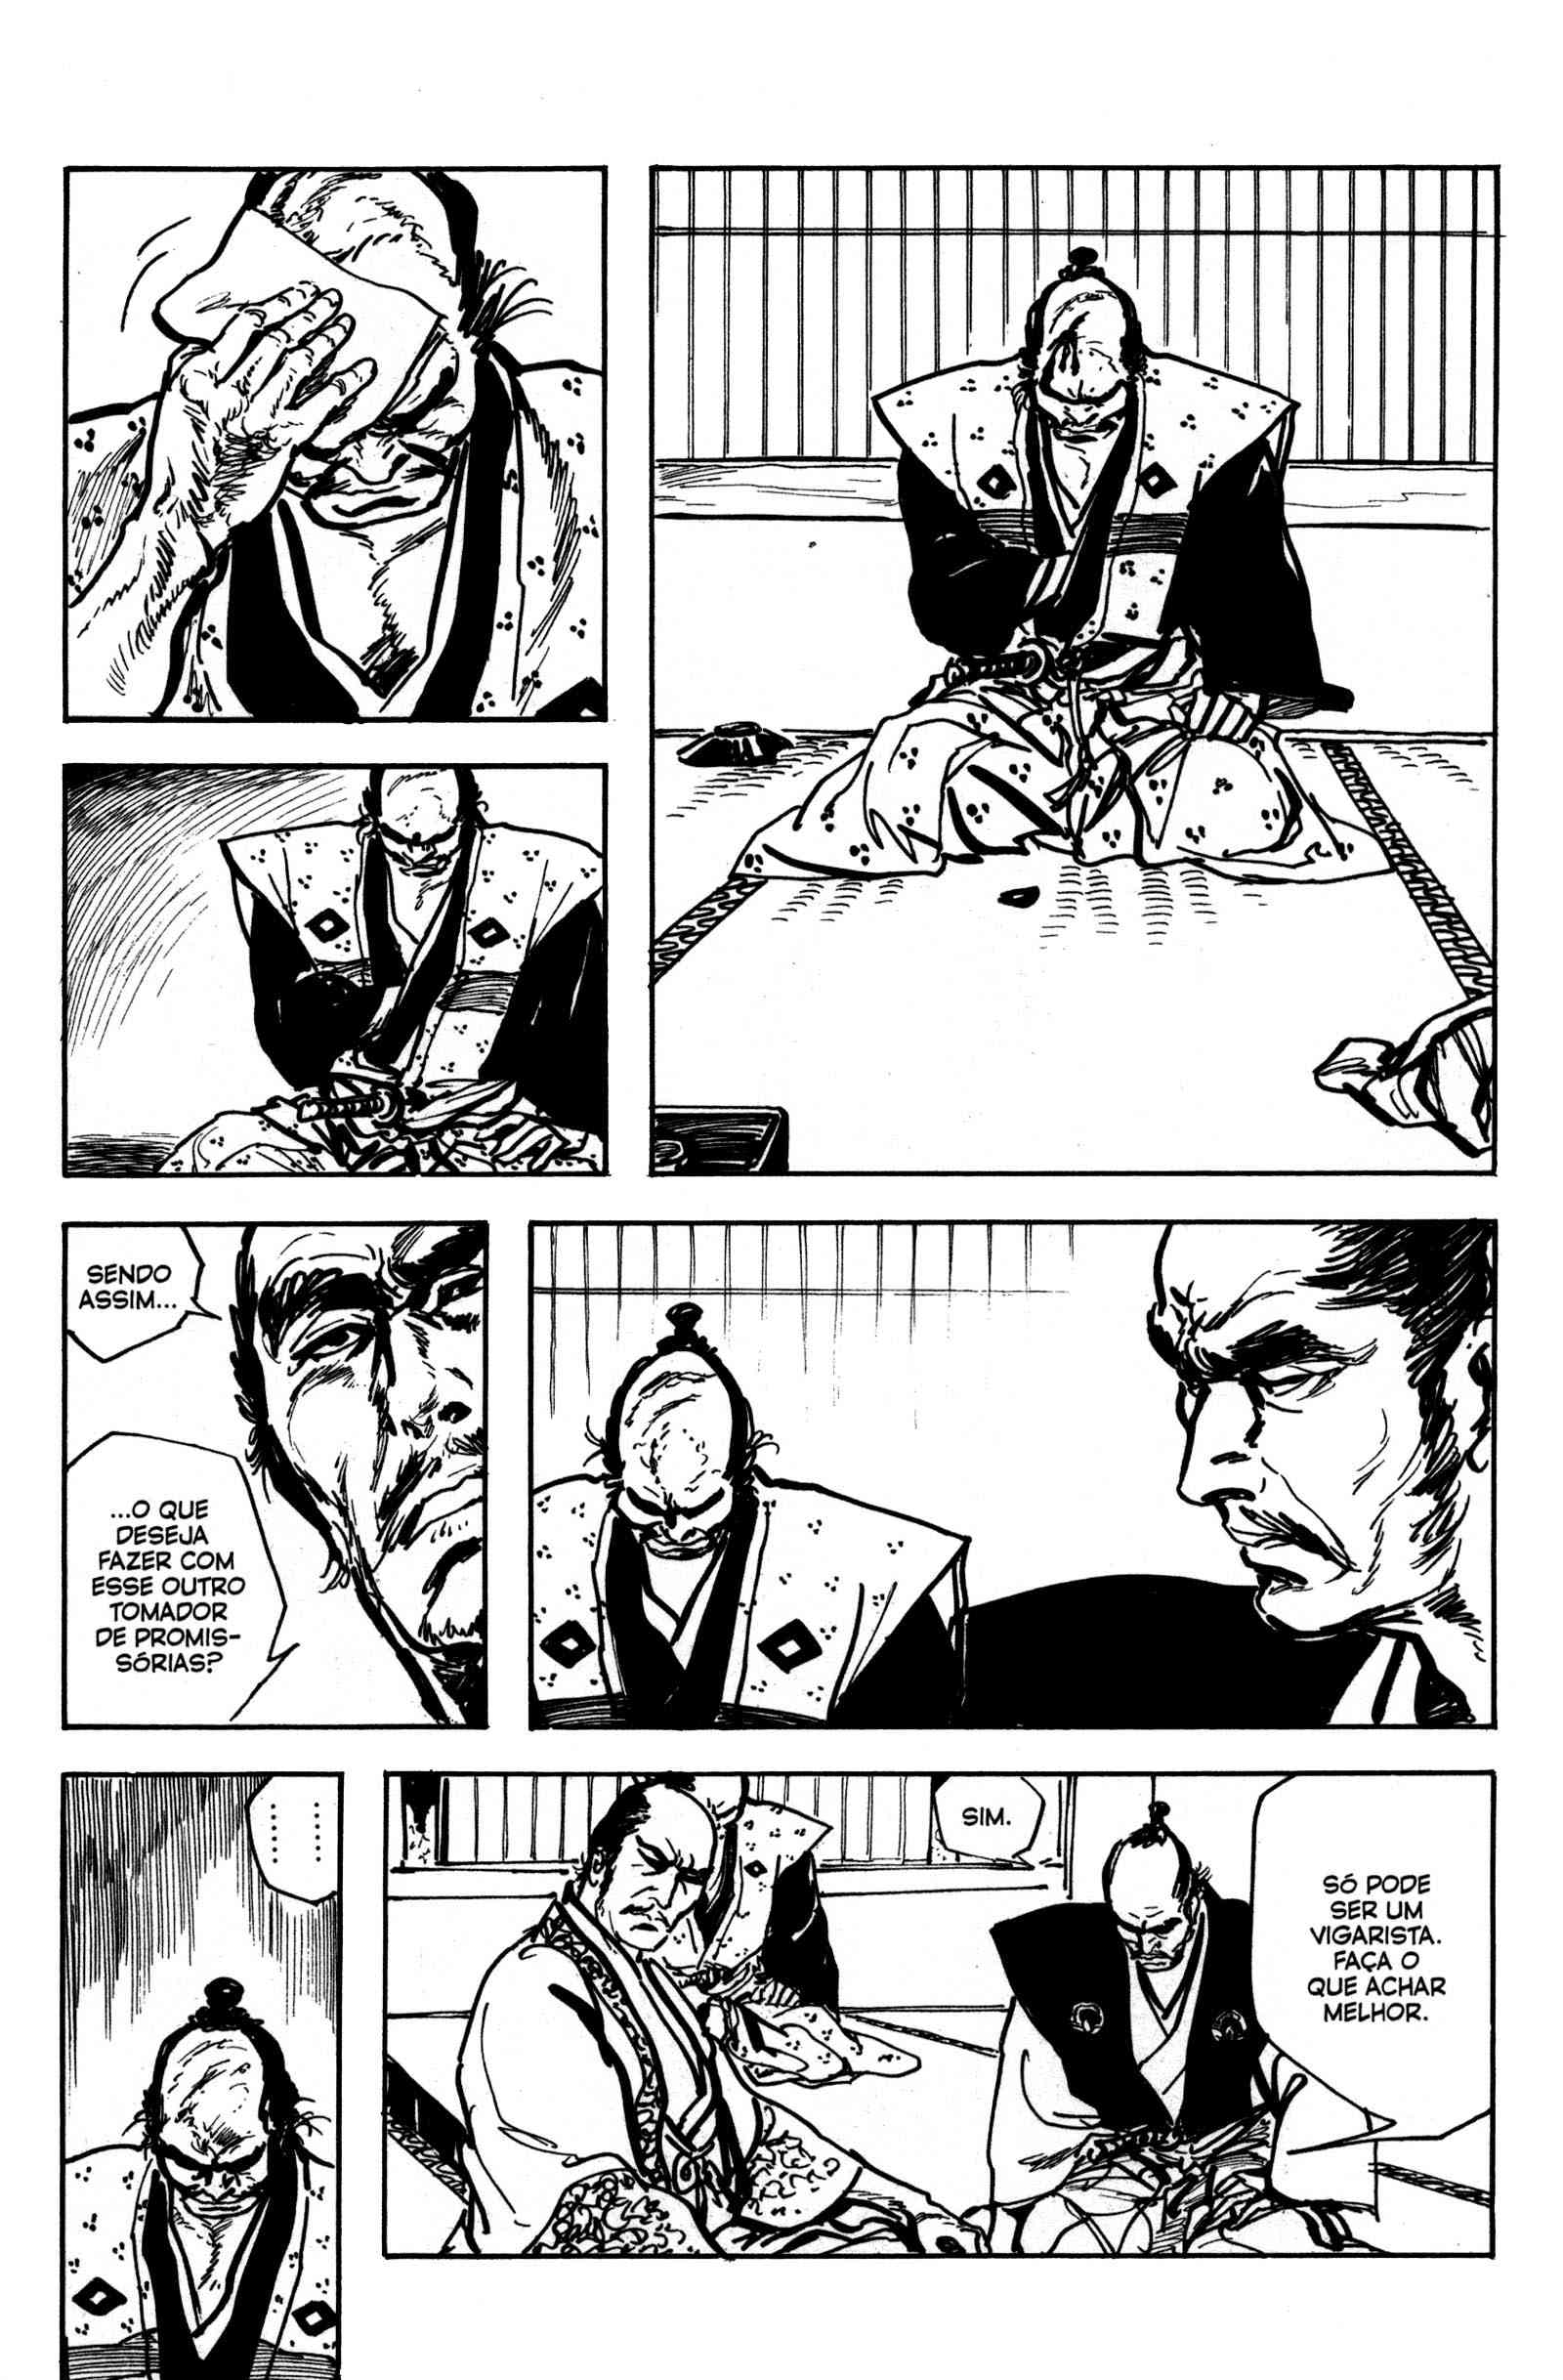 SENDO
ASSIM...
...O QUE
DESEJA
FAZER COM
ESSE OUTRO
TOMADOR
DE PROMIS-
SÓRIAS?
SÓ PODE
SER UM
VIGARISTA.
FAÇA O
QUE ACHAR
MELHOR.
SIM.